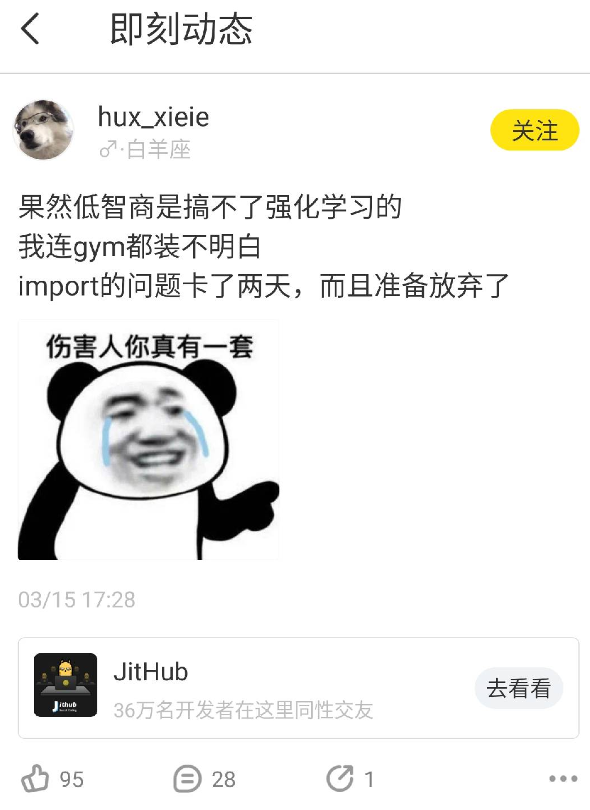 即刻动态
hux_xieie
♂·白羊座
关注
果然低智商是搞不了强化学习的
我连gym都装不明白
import的问题卡了两天，而且准备放弃了
伤害人你真有一套
03/15 17:28
Jithub
JitHub
36万名开发者在这里同性交友
去看看
95
28
1